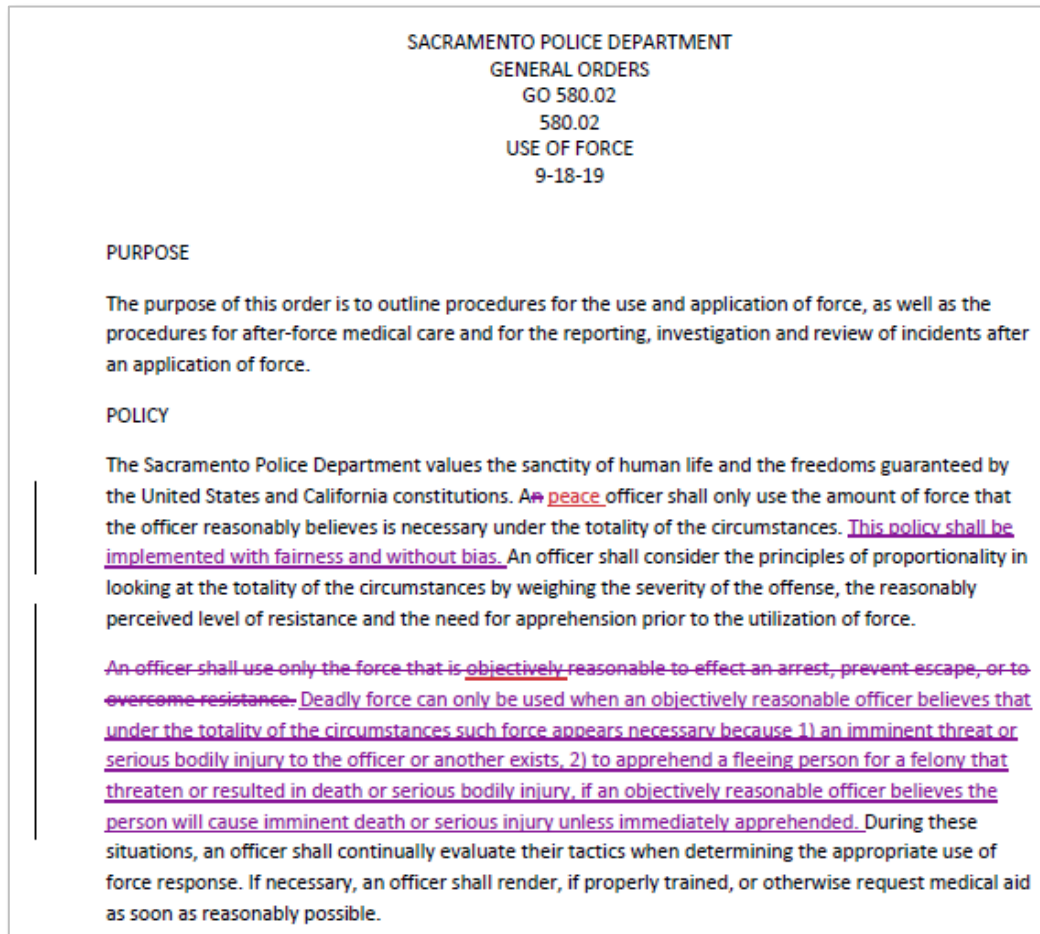 SACRAMENTO POLICE DEPARTMENT
GENERAL ORDERS
GO 580.02
580.02
USE OF FORCE
9-18-19
PURPOSE
The purpose of this order is to outline procedures for the use and application of force, as well as the
procedures for after-force medical care and for the reporting, investigation and review of incidents after
an application of force.
POLICY
The Sacramento Police Department values the sanctity of human life and the freedoms guaranteed by
the United States and California constitutions. An peace officer shall only use the amount of force that
the officer reasonably believes is necessary under the totality of the circumstances. This policy shall be
implemented with fairness and without bias. An officer shall consider the principles of proportionality in
looking at the totality of the circumstances by weighing the severity of the offense, the reasonably
perceived level of resistance and the need for apprehension prior to the utilization of force.
An officer shall use only the force that is objectively reasonable to effect an arrest, prevent escape, or to
overcome resistance. Deadly force can only be used when an objectively reasonable officer believes that
under the totality of the circumstances such force appears necessary because 1) an imminent threat or
serious bodily injury to the officer or another exists, 2) to apprehend a fleeing person for a felony that
threaten or resulted in death or serious bodily injury, if an objectively reasonable officer believes the
person will cause imminent death or serious injury unless immediately apprehended. During these
situations, an officer shall continually evaluate their tactics when determining the appropriate use of
force response. If necessary, an officer shall render, if properly trained, or otherwise request medical aid
as soon as reasonably possible.